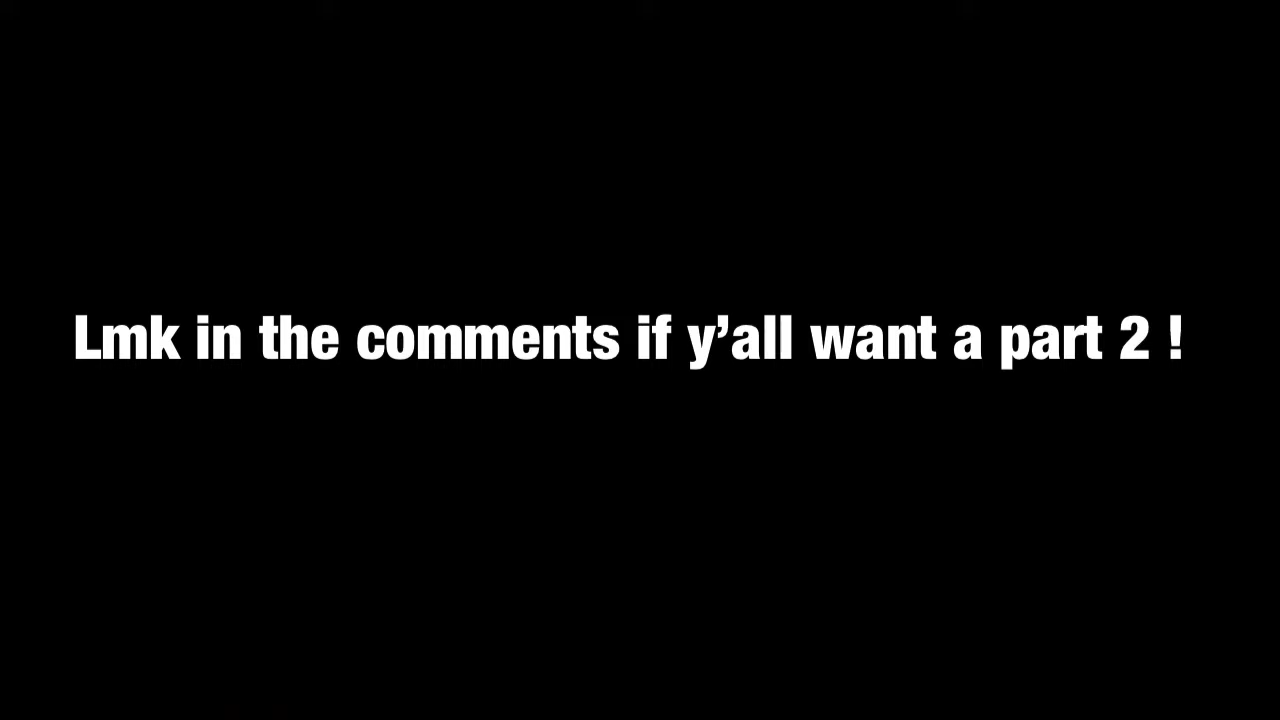 Lmk in the comments if y’all want a part 2 !